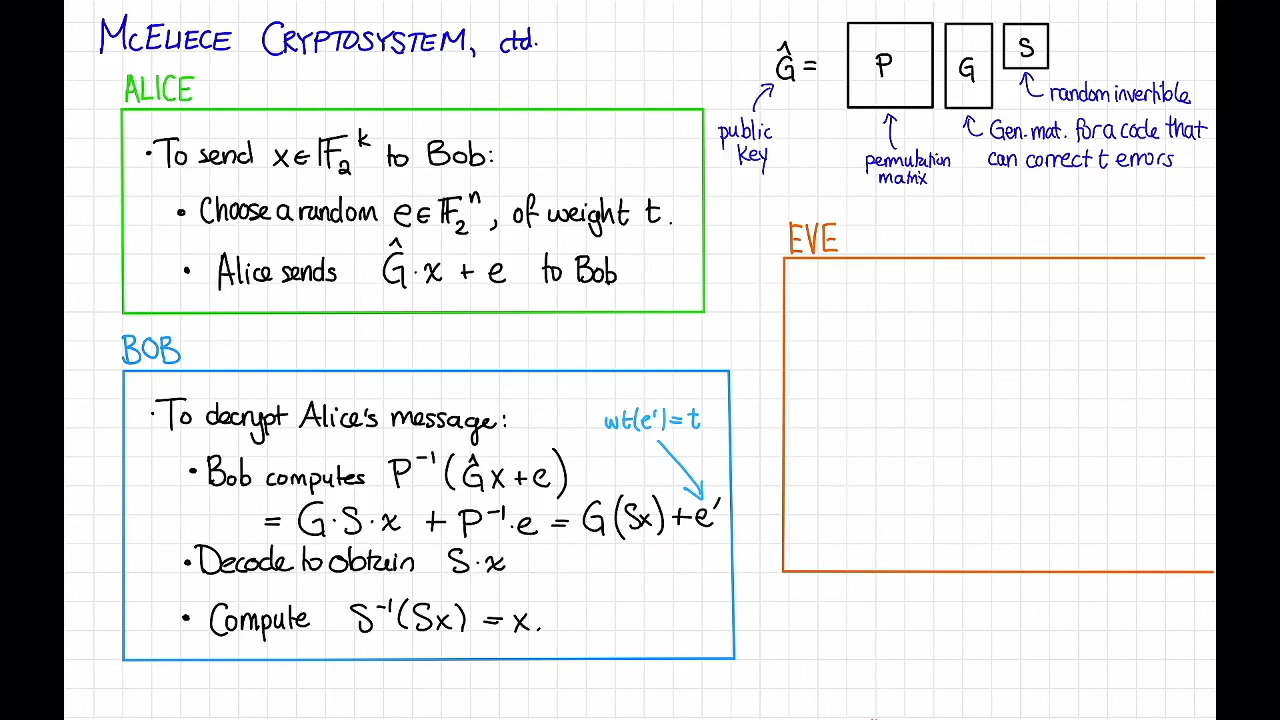 McEliece Cryptosystem, ctd.
ALICE
• To send x ∈ 𝔽₂ᵏ to Bob:
• Choose a random e ∈ 𝔽₂ⁿ, of weight t.
• Alice sends Ĝ·x + e to Bob
BOB
• To decrypt Alice's message:
wt(e') = t
• Bob computes P⁻¹(Ĝx + e)
= G·S·x + P⁻¹·e = G(Sx) + e'
• Decode to obtain S·x
• Compute S⁻¹(Sx) = x.
Ĝ = P G S
public key
permutation matrix
random invertible
Gen. mat. for a code that
can correct t errors
EVE